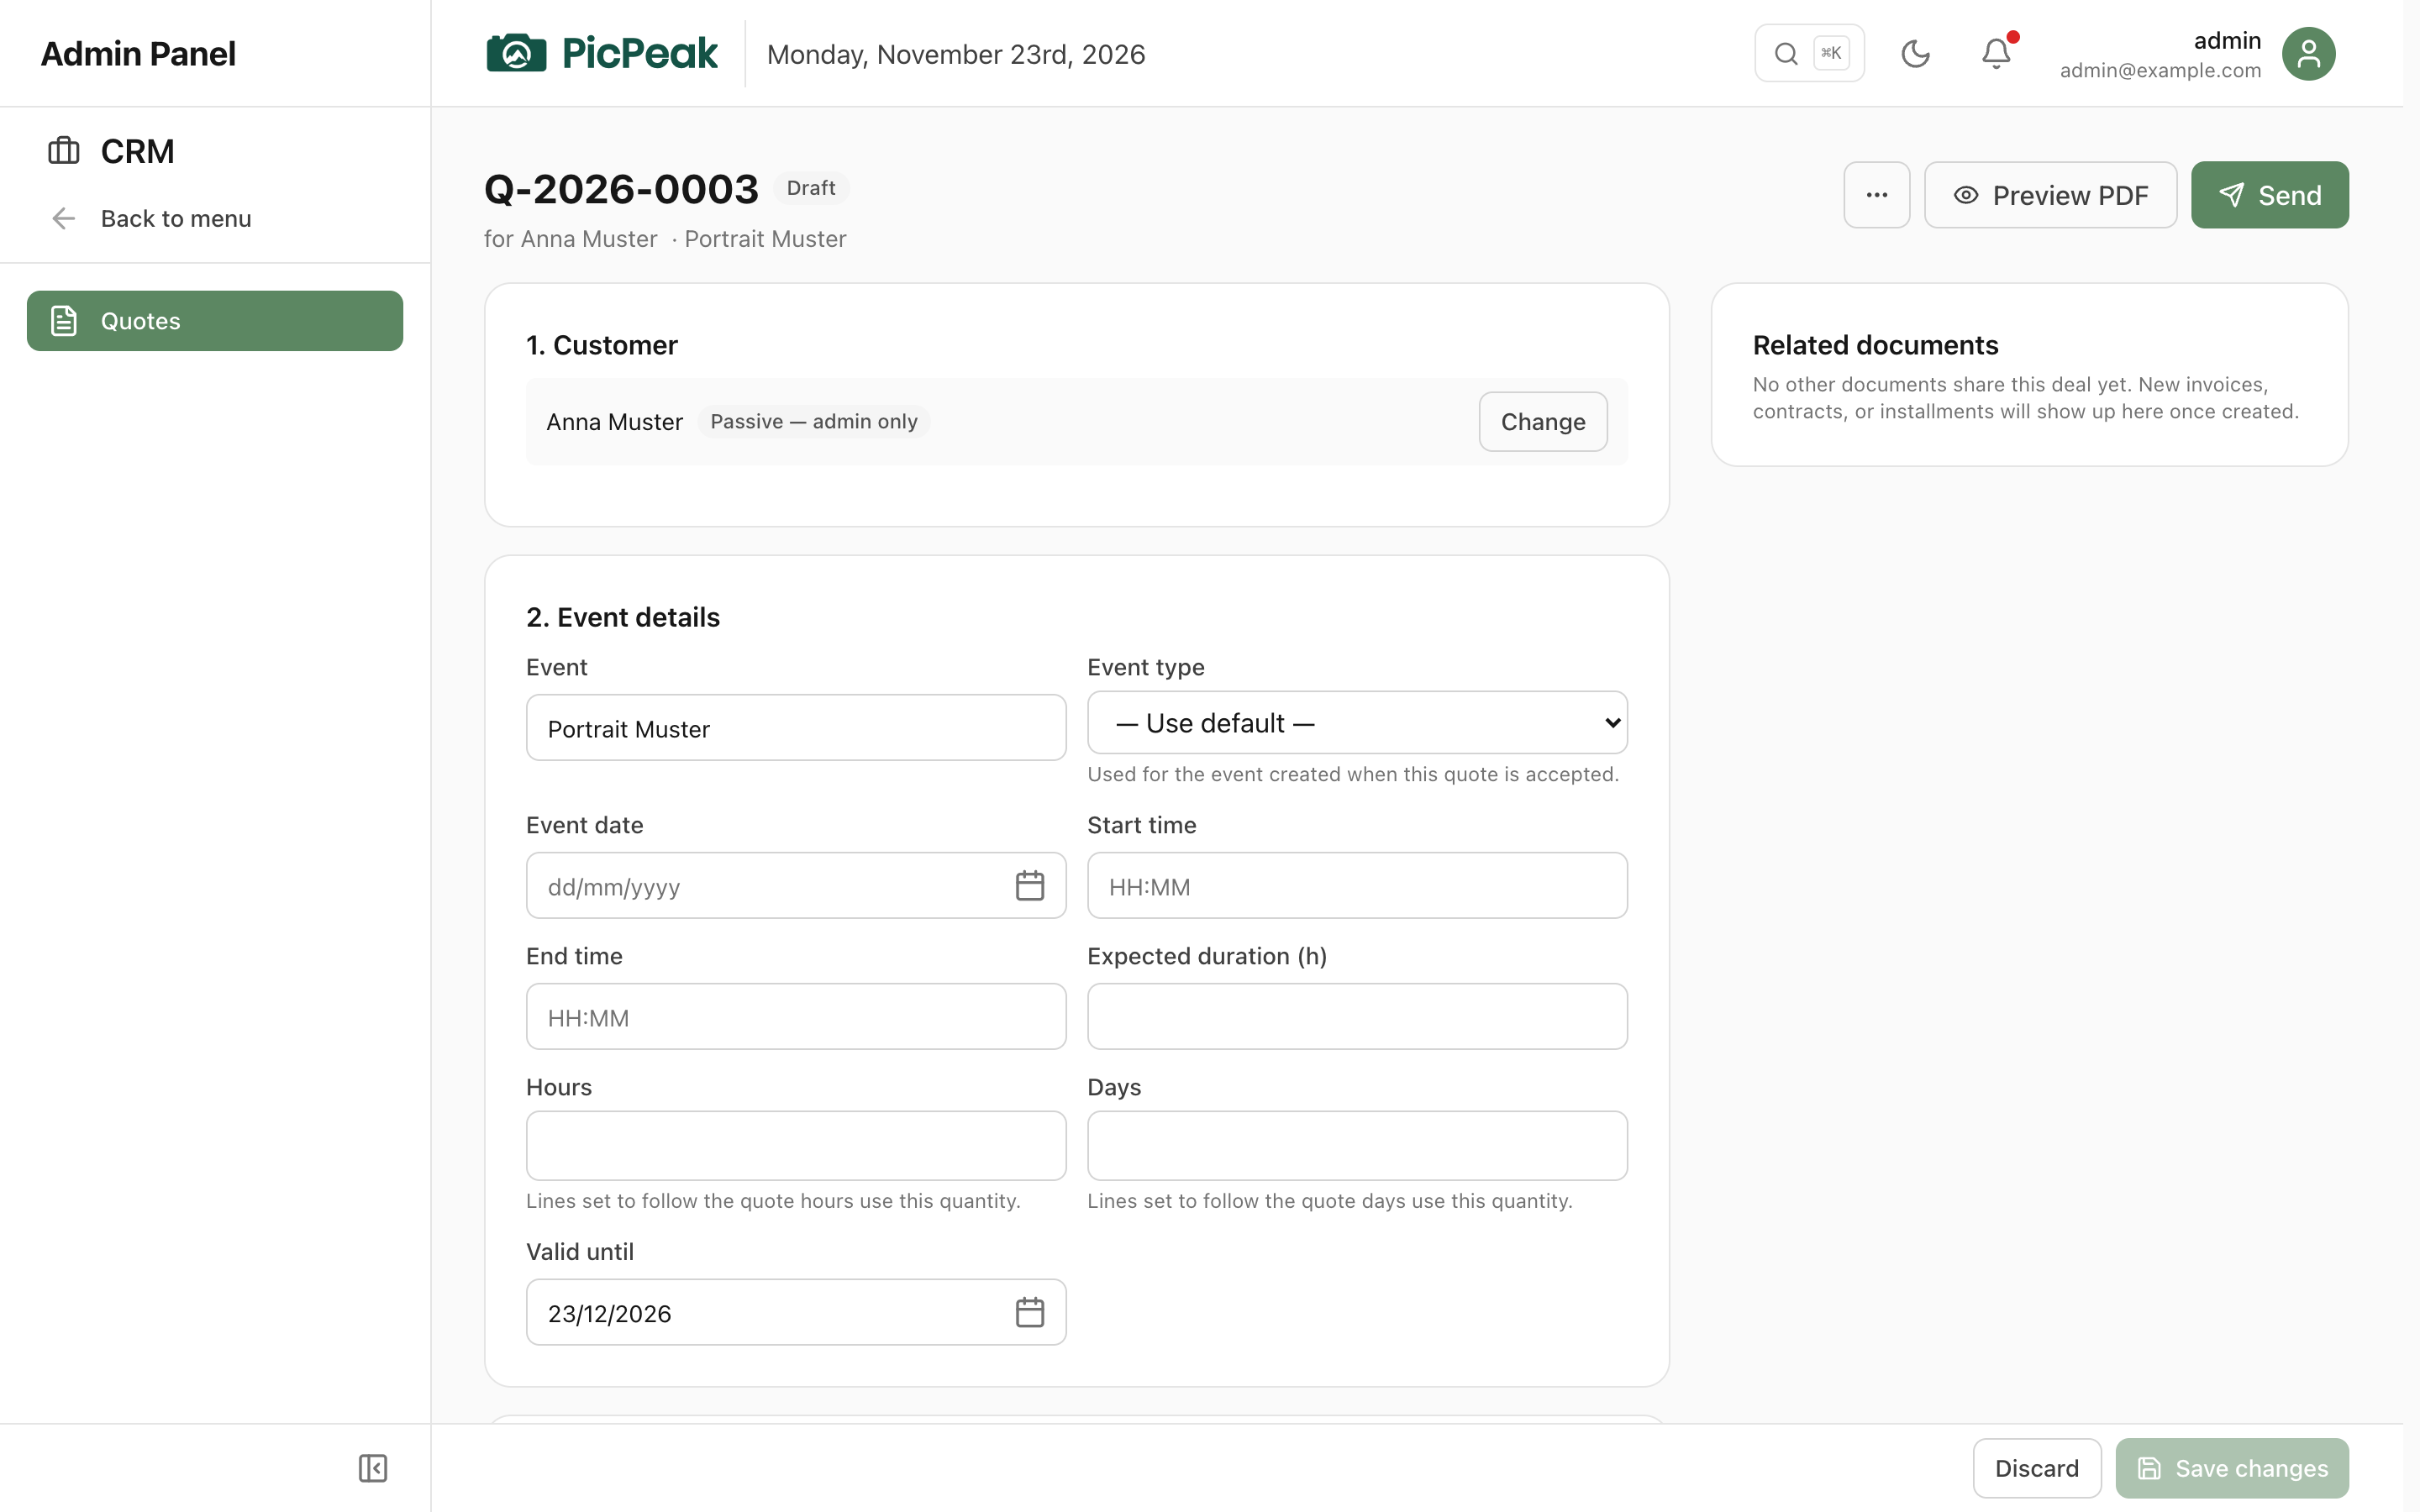 Admin Panel
PicPeak
Monday, November 23rd, 2026
⌘K
admin
admin@example.com
CRM
Back to menu
Quotes
Q-2026-0003
Draft
for Anna Muster · Portrait Muster
...
Preview PDF
Send
1. Customer
Anna Muster
Passive — admin only
Change
Related documents
No other documents share this deal yet. New invoices,
contracts, or installments will show up here once created.
2. Event details
Event
Portrait Muster
Event type
— Use default —
Used for the event created when this quote is accepted.
Event date
dd/mm/yyyy
Start time
HH:MM
End time
HH:MM
Expected duration (h)
Hours
Lines set to follow the quote hours use this quantity.
Days
Lines set to follow the quote days use this quantity.
Valid until
23/12/2026
Discard
Save changes